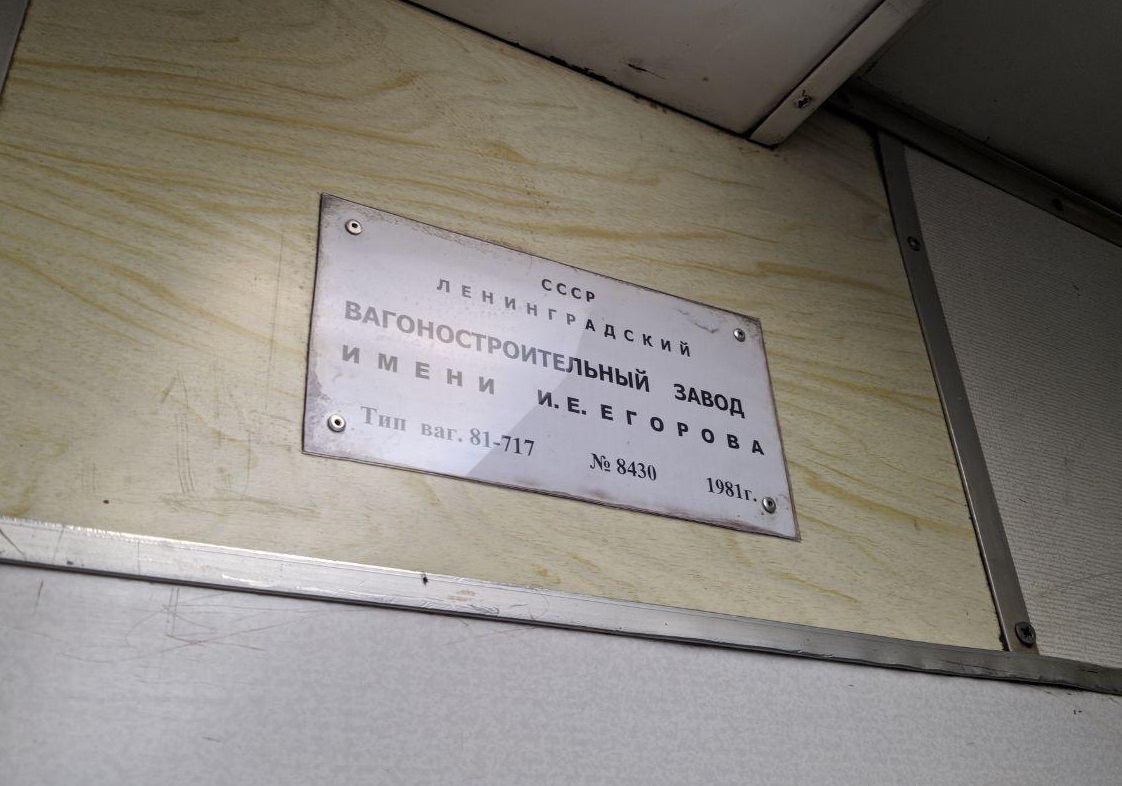 СССР
ЛЕНИНГРАДСКИЙ
ВАГОНОСТРОИТЕЛЬНЫЙ ЗАВОД
ИМЕНИ И.Е. ЕГОРОВА
Тип ваг. 81-717 № 8430 1981г.